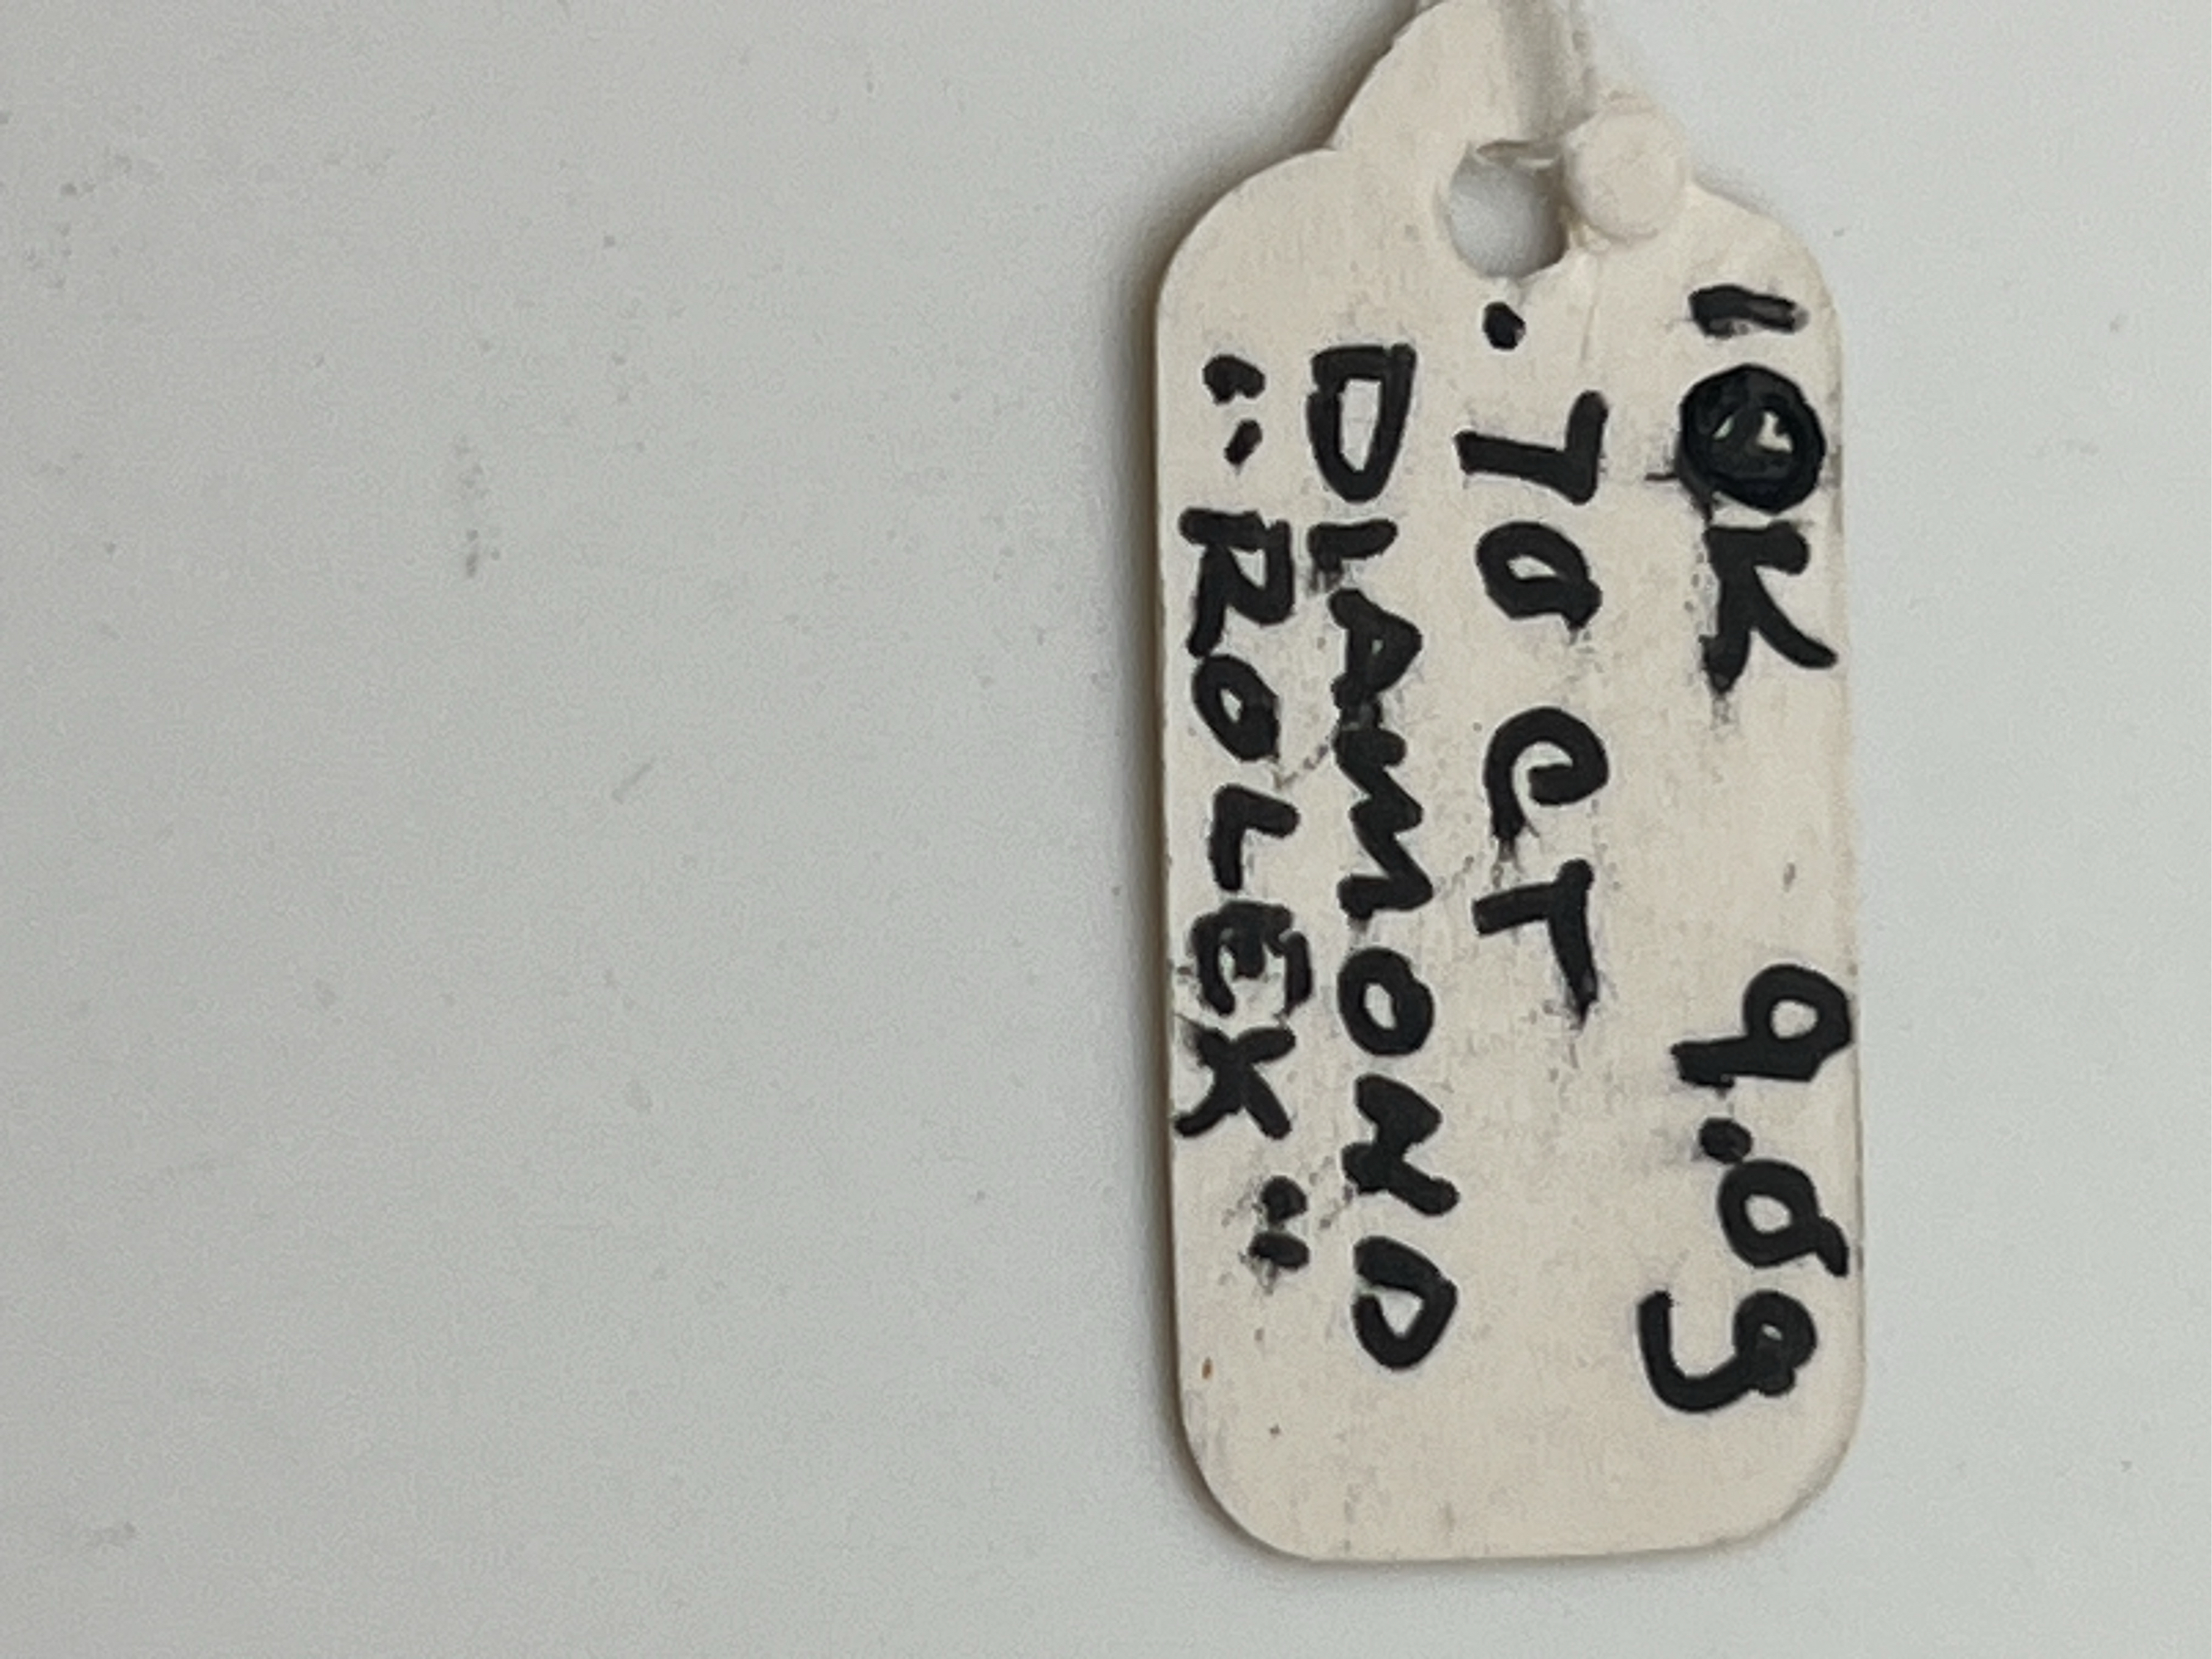 10K 9.0g
.70 CT
DIAMOND
"ROLEX"